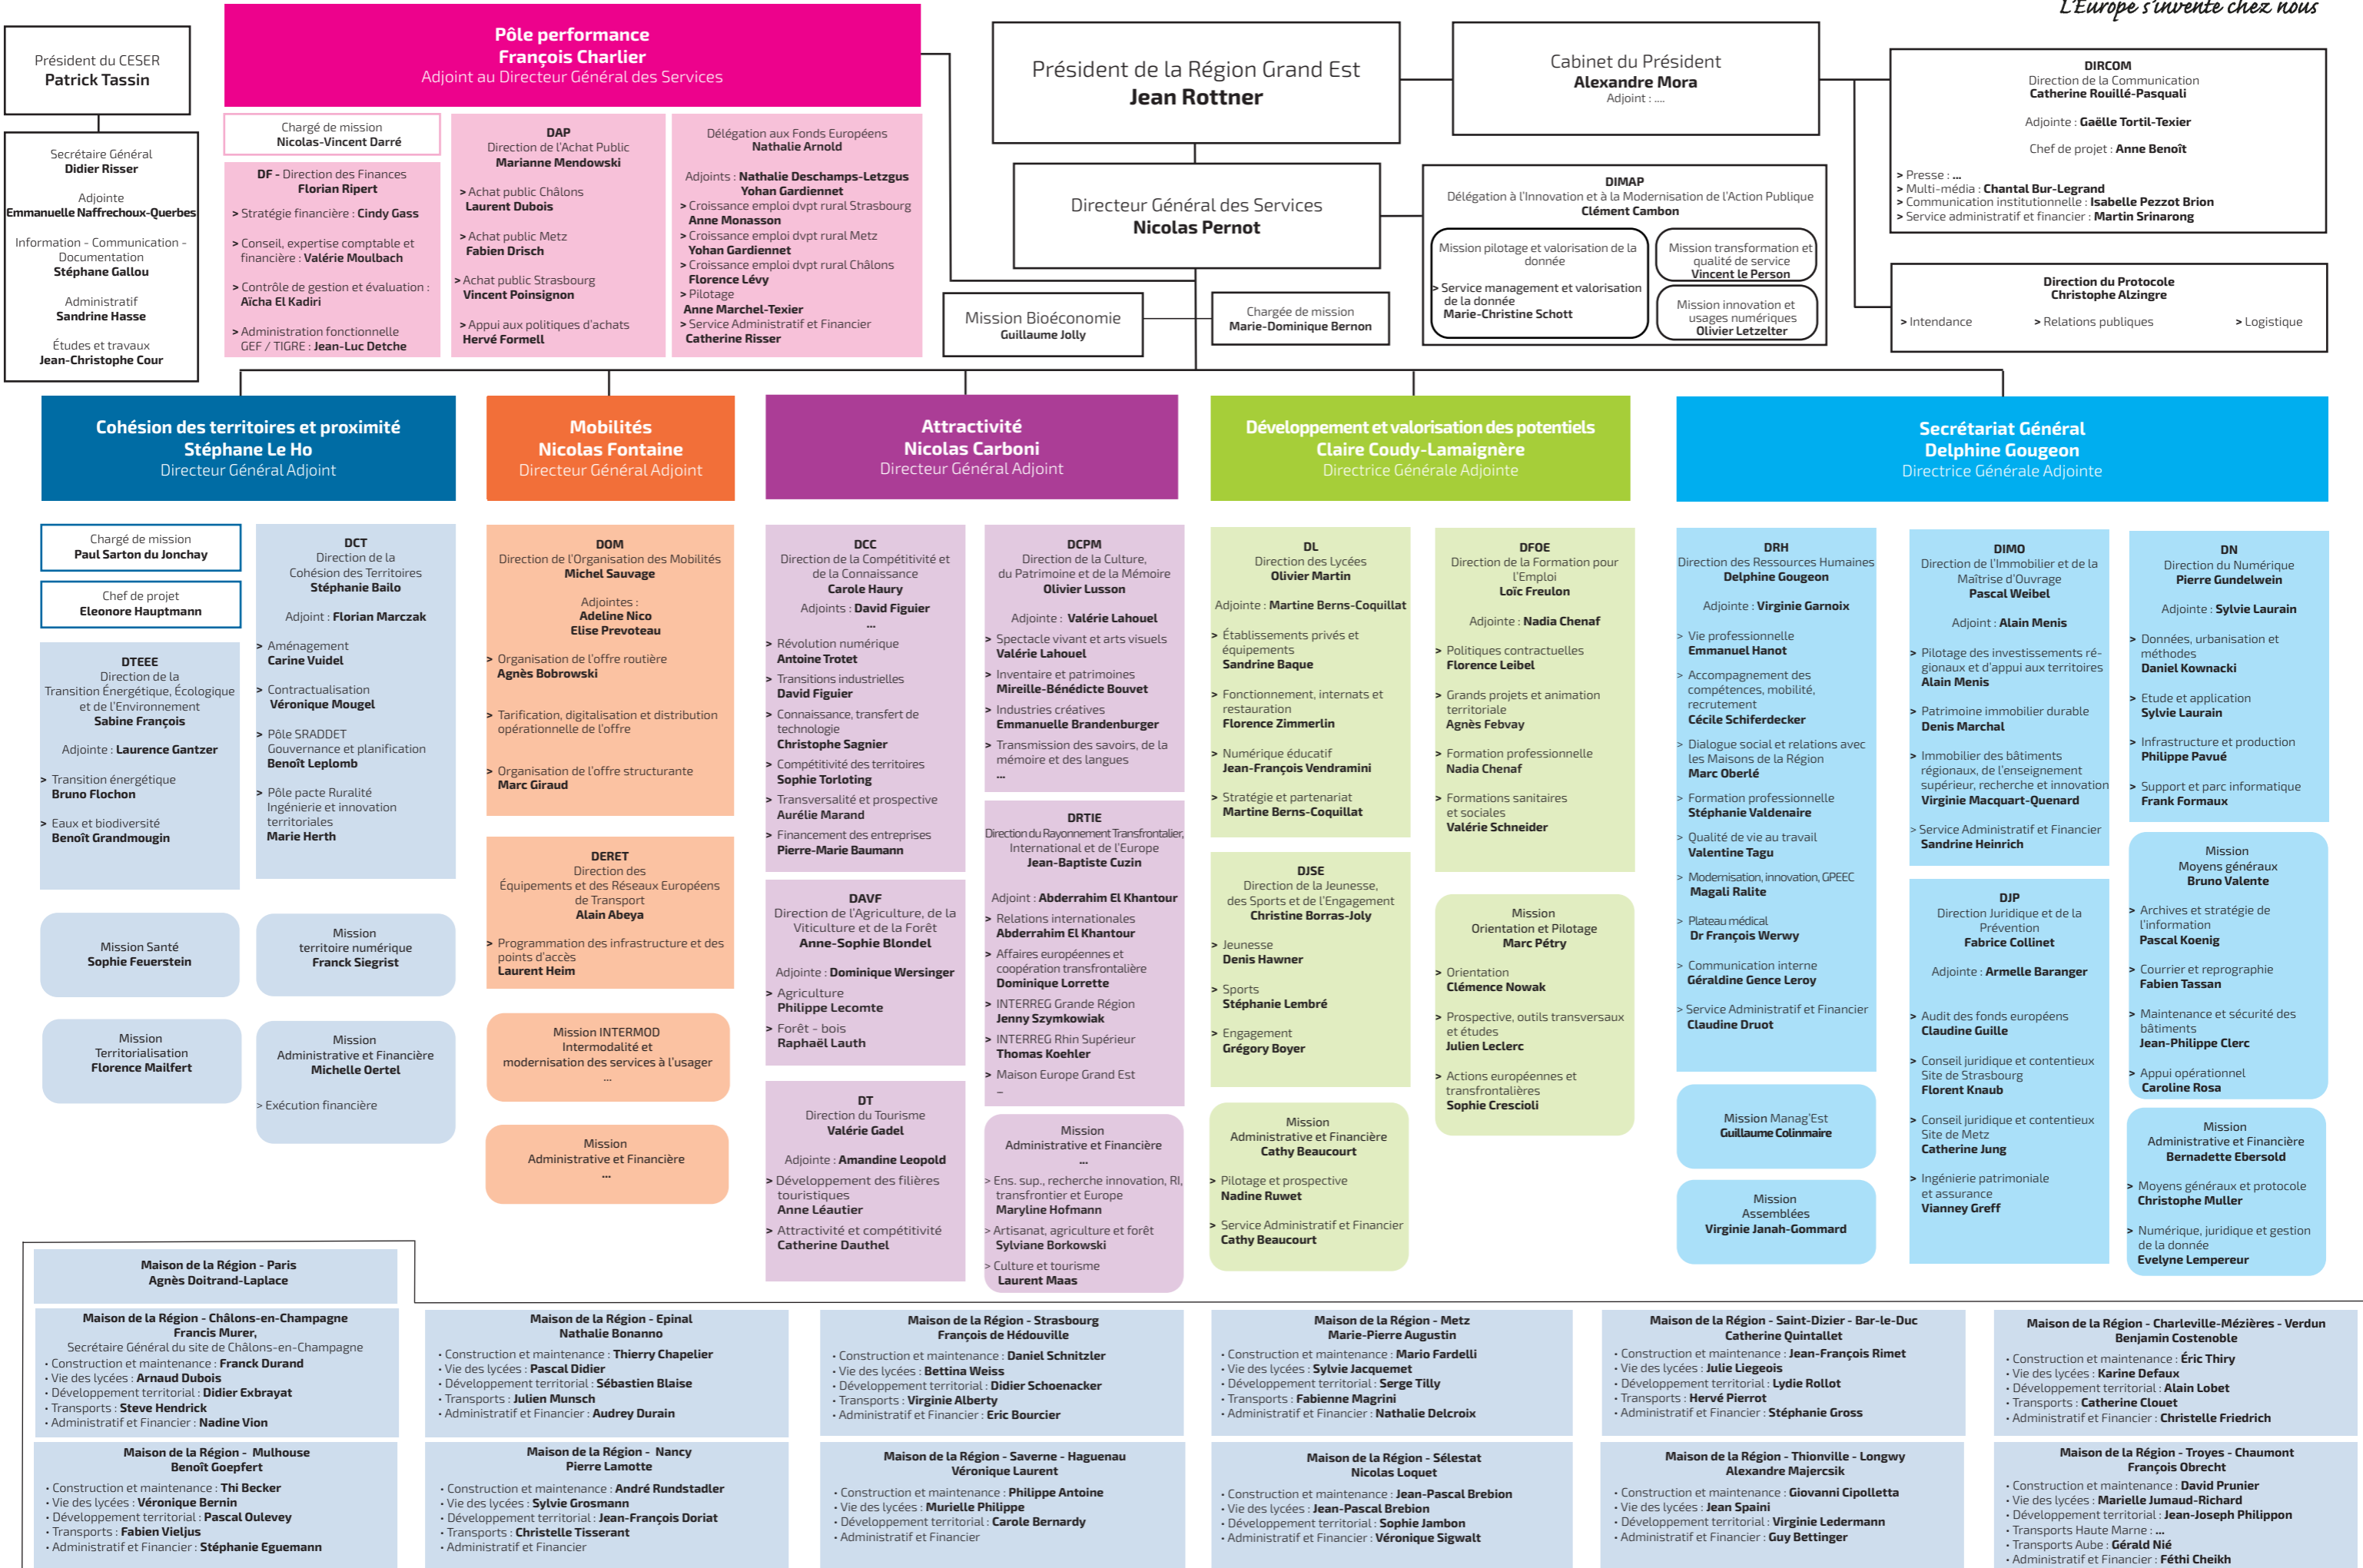 L'Europe s'invente chez nous
Président du CESER
Patrick Tassin
Secrétaire Général
Didier Risser
Adjointe
Emmanuelle Naffrechoux-Querbes
Information - Communication -
Documentation
Stéphane Gallou
Administratif
Sandrine Hasse
Études et travaux
Jean-Christophe Cour
Pôle performance
François Charlier
Adjoint au Directeur Général des Services
Chargé de mission
Nicolas-Vincent Darré
DF - Direction des Finances
Florian Ripert
> Stratégie financière : Cindy Gass
> Conseil, expertise comptable et
financière : Valérie Moulbach
> Contrôle de gestion et évaluation :
Aïcha El Kadiri
> Administration fonctionnelle
GEF / TIGRE : Jean-Luc Detche
DAP
Direction de l'Achat Public
Marianne Mendowski
> Achat public Châlons
Laurent Dubois
> Achat public Metz
Fabien Drisch
> Achat public Strasbourg
Vincent Poinsignon
> Appui aux politiques d'achats
Hervé Formell
Délégation aux Fonds Européens
Nathalie Arnold
Adjoints : Nathalie Deschamps-Letzgus
Yohan Gardiennet
> Croissance emploi dvpt rural Strasbourg
Anne Monasson
> Croissance emploi dvpt rural Metz
Yohan Gardiennet
> Croissance emploi dvpt rural Châlons
Florence Lévy
> Pilotage
Anne Marchel-Texier
> Service Administratif et Financier
Catherine Risser
Président de la Région Grand Est
Jean Rottner
Directeur Général des Services
Nicolas Pernot
Mission Bioéconomie
Guillaume Jolly
Chargée de mission
Marie-Dominique Bernon
Cabinet du Président
Alexandre Mora
Adjoint : ....
DIMAP
Délégation à l'Innovation et à la Modernisation de l'Action Publique
Clément Cambon
Mission pilotage et valorisation de la
donnée
> Service management et valorisation
de la donnée
Marie-Christine Schott
Mission transformation et
qualité de service
Vincent le Person
Mission innovation et
usages numériques
Olivier Letzelter
DIRCOM
Direction de la Communication
Catherine Rouillé-Pasquali
Adjointe : Gaëlle Tortil-Texier
Chef de projet : Anne Benoît
> Presse : ...
> Multi-média : Chantal Bur-Legrand
> Communication institutionnelle : Isabelle Pezzot Brion
> Service administratif et financier : Martin Srinarong
Direction du Protocole
Christophe Alzingre
> Intendance > Relations publiques > Logistique
Cohésion des territoires et proximité
Stéphane Le Ho
Directeur Général Adjoint
Chargé de mission
Paul Sarton du Jonchay
Chef de projet
Eleonore Hauptmann
DTEEE
Direction de la
Transition Énergétique, Écologique
et de l'Environnement
Sabine François
Adjointe : Laurence Gantzer
> Transition énergétique
Bruno Flochon
> Eaux et biodiversité
Benoît Grandmougin
Mission Santé
Sophie Feuerstein
Mission
Territorialisation
Florence Mailfert
DCT
Direction de la
Cohésion des Territoires
Stéphanie Bailo
Adjoint : Florian Marczak
> Aménagement
Carine Vuidel
> Contractualisation
Véronique Mougel
> Pôle SRADDET
Gouvernance et planification
Benoît Leplomb
> Pôle pacte Ruralité
Ingénierie et innovation
territoriales
Marie Herth
Mission
territoire numérique
Franck Siegrist
Mission
Administrative et Financière
Michelle Oertel
> Exécution financière
Mobilités
Nicolas Fontaine
Directeur Général Adjoint
DOM
Direction de l'Organisation des Mobilités
Michel Sauvage
Adjointes :
Adeline Nico
Elise Prevoteau
> Organisation de l'offre routière
Agnès Bobrowski
> Tarification, digitalisation et distribution
opérationnelle de l'offre
> Organisation de l'offre structurante
Marc Giraud
DERET
Direction des
Équipements et des Réseaux Européens
de Transport
Alain Abeya
> Programmation des infrastructure et des
points d'accès
Laurent Heim
Mission INTERMOD
Intermodalité et
modernisation des services à l'usager
...
Mission
Administrative et Financière
...
Attractivité
Nicolas Carboni
Directeur Général Adjoint
DCC
Direction de la Compétitivité et
de la Connaissance
Carole Haury
Adjoints : David Figuier
...
> Révolution numérique
Antoine Trotet
> Transitions industrielles
David Figuier
> Connaissance, transfert de
technologie
Christophe Sagnier
> Compétitivité des territoires
Sophie Torloting
> Transversalité et prospective
Aurélie Marand
> Financement des entreprises
Pierre-Marie Baumann
DAVF
Direction de l'Agriculture, de la
Viticulture et de la Forêt
Anne-Sophie Blondel
Adjointe : Dominique Wersinger
> Agriculture
Philippe Lecomte
> Forêt - bois
Raphaël Lauth
DT
Direction du Tourisme
Valérie Gadel
Adjointe : Amandine Leopold
> Développement des filières
touristiques
Anne Léautier
> Attractivité et compétitivité
Catherine Dauthel
DCPM
Direction de la Culture,
du Patrimoine et de la Mémoire
Olivier Lusson
Adjointe : Valérie Lahouel
> Spectacle vivant et arts visuels
Valérie Lahouel
> Inventaire et patrimoines
Mireille-Bénédicte Bouvet
> Industries créatives
Emmanuelle Brandenburger
> Transmission des savoirs, de la
mémoire et des langues
...
DRTIE
Direction du Rayonnement Transfrontalier,
International et de l'Europe
Jean-Baptiste Cuzin
Adjoint : Abderrahim El Khantour
> Relations internationales
Abderrahim El Khantour
> Affaires européennes et
coopération transfrontalière
Dominique Lorrette
> INTERREG Grande Région
Jenny Szymkowiak
> INTERREG Rhin Supérieur
Thomas Koehler
> Maison Europe Grand Est
–
Mission
Administrative et Financière
...
> Ens. sup., recherche innovation, RI,
transfrontier et Europe
Maryline Hofmann
> Artisanat, agriculture et forêt
Sylviane Borkowski
> Culture et tourisme
Laurent Maas
Développement et valorisation des potentiels
Claire Coudy-Lamaignère
Directrice Générale Adjointe
DL
Direction des Lycées
Olivier Martin
Adjointe : Martine Berns-Coquillat
> Établissements privés et
équipements
Sandrine Baque
> Fonctionnement, internats et
restauration
Florence Zimmerlin
> Numérique éducatif
Jean-François Vendramini
> Stratégie et partenariat
Martine Berns-Coquillat
DJSE
Direction de la Jeunesse,
des Sports et de l'Engagement
Christine Borras-Joly
> Jeunesse
Denis Hawner
> Sports
Stéphanie Lembré
> Engagement
Grégory Boyer
Mission
Administrative et Financière
Cathy Beaucourt
> Pilotage et prospective
Nadine Ruwet
> Service Administratif et Financier
Cathy Beaucourt
DFOE
Direction de la Formation pour
l'Emploi
Loïc Freulon
Adjointe : Nadia Chenaf
> Politiques contractuelles
Florence Leibel
> Grands projets et animation
territoriale
Agnès Febvay
> Formation professionnelle
Nadia Chenaf
> Formations sanitaires
et sociales
Valérie Schneider
Mission
Orientation et Pilotage
Marc Pétry
> Orientation
Clémence Nowak
> Prospective, outils transversaux
et études
Julien Leclerc
> Actions européennes et
transfrontalières
Sophie Crescioli
Secrétariat Général
Delphine Gougeon
Directrice Générale Adjointe
DRH
Direction des Ressources Humaines
Delphine Gougeon
Adjointe : Virginie Garnoix
> Vie professionnelle
Emmanuel Hanot
> Accompagnement des
compétences, mobilité,
recrutement
Cécile Schiferdecker
> Dialogue social et relations avec
les Maisons de la Région
Marc Oberlé
> Formation professionnelle
Stéphanie Valdenaire
> Qualité de vie au travail
Valentine Tagu
> Modernisation, innovation, GPEEC
Magali Ralite
> Plateau médical
Dr François Werwy
> Communication interne
Géraldine Gence Leroy
> Service Administratif et Financier
Claudine Druot
Mission Manag'Est
Guillaume Colinmaire
Mission
Assemblées
Virginie Janah-Gommard
DIMO
Direction de l'Immobilier et de la
Maîtrise d'Ouvrage
Pascal Weibel
Adjoint : Alain Menis
> Pilotage des investissements ré-
gionaux et d'appui aux territoires
Alain Menis
> Patrimoine immobilier durable
Denis Marchal
> Immobilier des bâtiments
régionaux, de l'enseignement
supérieur, recherche et innovation
Virginie Macquart-Quenard
> Service Administratif et Financier
Sandrine Heinrich
DJP
Direction Juridique et de la
Prévention
Fabrice Collinet
Adjointe : Armelle Baranger
> Audit des fonds européens
Claudine Guille
> Conseil juridique et contentieux
Site de Strasbourg
Florent Knaub
> Conseil juridique et contentieux
Site de Metz
Catherine Jung
> Ingénierie patrimoniale
et assurance
Vianney Greff
DN
Direction du Numérique
Pierre Gundelwein
Adjointe : Sylvie Laurain
> Données, urbanisation et
méthodes
Daniel Kownacki
> Etude et application
Sylvie Laurain
> Infrastructure et production
Philippe Pavué
> Support et parc informatique
Frank Formaux
Mission
Moyens généraux
Bruno Valente
> Archives et stratégie de
l'information
Pascal Koenig
> Courrier et reprographie
Fabien Tassan
> Maintenance et sécurité des
bâtiments
Jean-Philippe Clerc
> Appui opérationnel
Caroline Rosa
Mission
Administrative et Financière
Bernadette Ebersold
> Moyens généraux et protocole
Christophe Muller
> Numérique, juridique et gestion
de la donnée
Evelyne Lempereur
Maison de la Région - Paris
Agnès Doitrand-Laplace
Maison de la Région - Châlons-en-Champagne
Francis Murer,
Secrétaire Général du site de Châlons-en-Champagne
• Construction et maintenance : Franck Durand
• Vie des lycées : Arnaud Dubois
• Développement territorial : Didier Exbrayat
• Transports : Steve Hendrick
• Administratif et Financier : Nadine Vion
Maison de la Région - Epinal
Nathalie Bonanno
• Construction et maintenance : Thierry Chapelier
• Vie des lycées : Pascal Didier
• Développement territorial : Sébastien Blaise
• Transports : Julien Munsch
• Administratif et Financier : Audrey Durain
Maison de la Région - Strasbourg
François de Hédouville
• Construction et maintenance : Daniel Schnitzler
• Vie des lycées : Bettina Weiss
• Développement territorial : Didier Schoenacker
• Transports : Virginie Alberty
• Administratif et Financier : Eric Bourcier
Maison de la Région - Metz
Marie-Pierre Augustin
• Construction et maintenance : Mario Fardelli
• Vie des lycées : Sylvie Jacquemet
• Développement territorial : Serge Tilly
• Transports : Fabienne Magrini
• Administratif et Financier : Nathalie Delcroix
Maison de la Région - Saint-Dizier - Bar-le-Duc
Catherine Quintallet
• Construction et maintenance : Jean-François Rimet
• Vie des lycées : Julie Liegeois
• Développement territorial : Lydie Rollot
• Transports : Hervé Pierrot
• Administratif et Financier : Stéphanie Gross
Maison de la Région - Charleville-Mézières - Verdun
Benjamin Costenoble
• Construction et maintenance : Éric Thiry
• Vie des lycées : Karine Defaux
• Développement territorial : Alain Lobet
• Transports : Catherine Clouet
• Administratif et Financier : Christelle Friedrich
Maison de la Région - Mulhouse
Benoît Goepfert
• Construction et maintenance : Thi Becker
• Vie des lycées : Véronique Bernin
• Développement territorial : Pascal Oulevey
• Transports : Fabien Vieljus
• Administratif et Financier : Stéphanie Eguemann
Maison de la Région - Nancy
Pierre Lamotte
• Construction et maintenance : André Rundstadler
• Vie des lycées : Sylvie Grosmann
• Développement territorial : Jean-François Doriat
• Transports : Christelle Tisserant
• Administratif et Financier
Maison de la Région - Saverne - Haguenau
Véronique Laurent
• Construction et maintenance : Philippe Antoine
• Vie des lycées : Murielle Philippe
• Développement territorial : Carole Bernardy
• Administratif et Financier
Maison de la Région - Sélestat
Nicolas Loquet
• Construction et maintenance : Jean-Pascal Brebion
• Vie des lycées : Jean-Pascal Brebion
• Développement territorial : Sophie Jambon
• Administratif et Financier : Véronique Sigwalt
Maison de la Région - Thionville - Longwy
Alexandre Majercsik
• Construction et maintenance : Giovanni Cipolletta
• Vie des lycées : Jean Spaini
• Développement territorial : Virginie Ledermann
• Administratif et Financier : Guy Bettinger
Maison de la Région - Troyes - Chaumont
François Obrecht
• Construction et maintenance : David Prunier
• Vie des lycées : Marielle Jumaud-Richard
• Développement territorial : Jean-Joseph Philippon
• Transports Haute Marne : ...
• Transports Aube : Gérald Nié
• Administratif et Financier : Féthi Cheikh